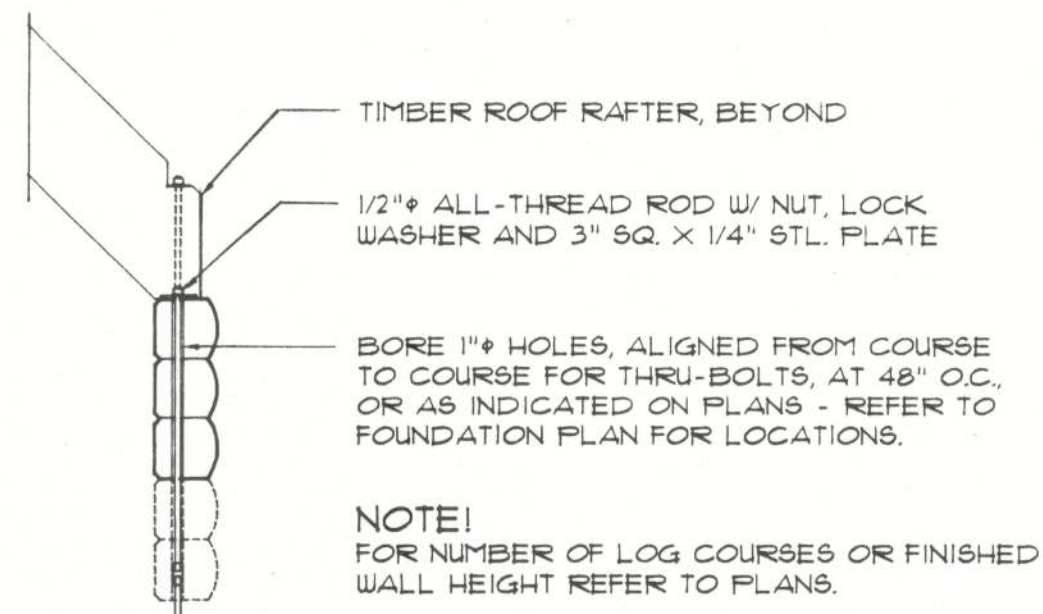 TIMBER ROOF RAFTER, BEYOND
1/2"φ ALL-THREAD ROD W/ NUT, LOCK
WASHER AND 3" SQ. X 1/4" STL. PLATE
BORE 1"φ HOLES, ALIGNED FROM COURSE
TO COURSE FOR THRU-BOLTS, AT 48" O.C.,
OR AS INDICATED ON PLANS - REFER TO
FOUNDATION PLAN FOR LOCATIONS.
NOTE!
FOR NUMBER OF LOG COURSES OR FINISHED
WALL HEIGHT REFER TO PLANS.